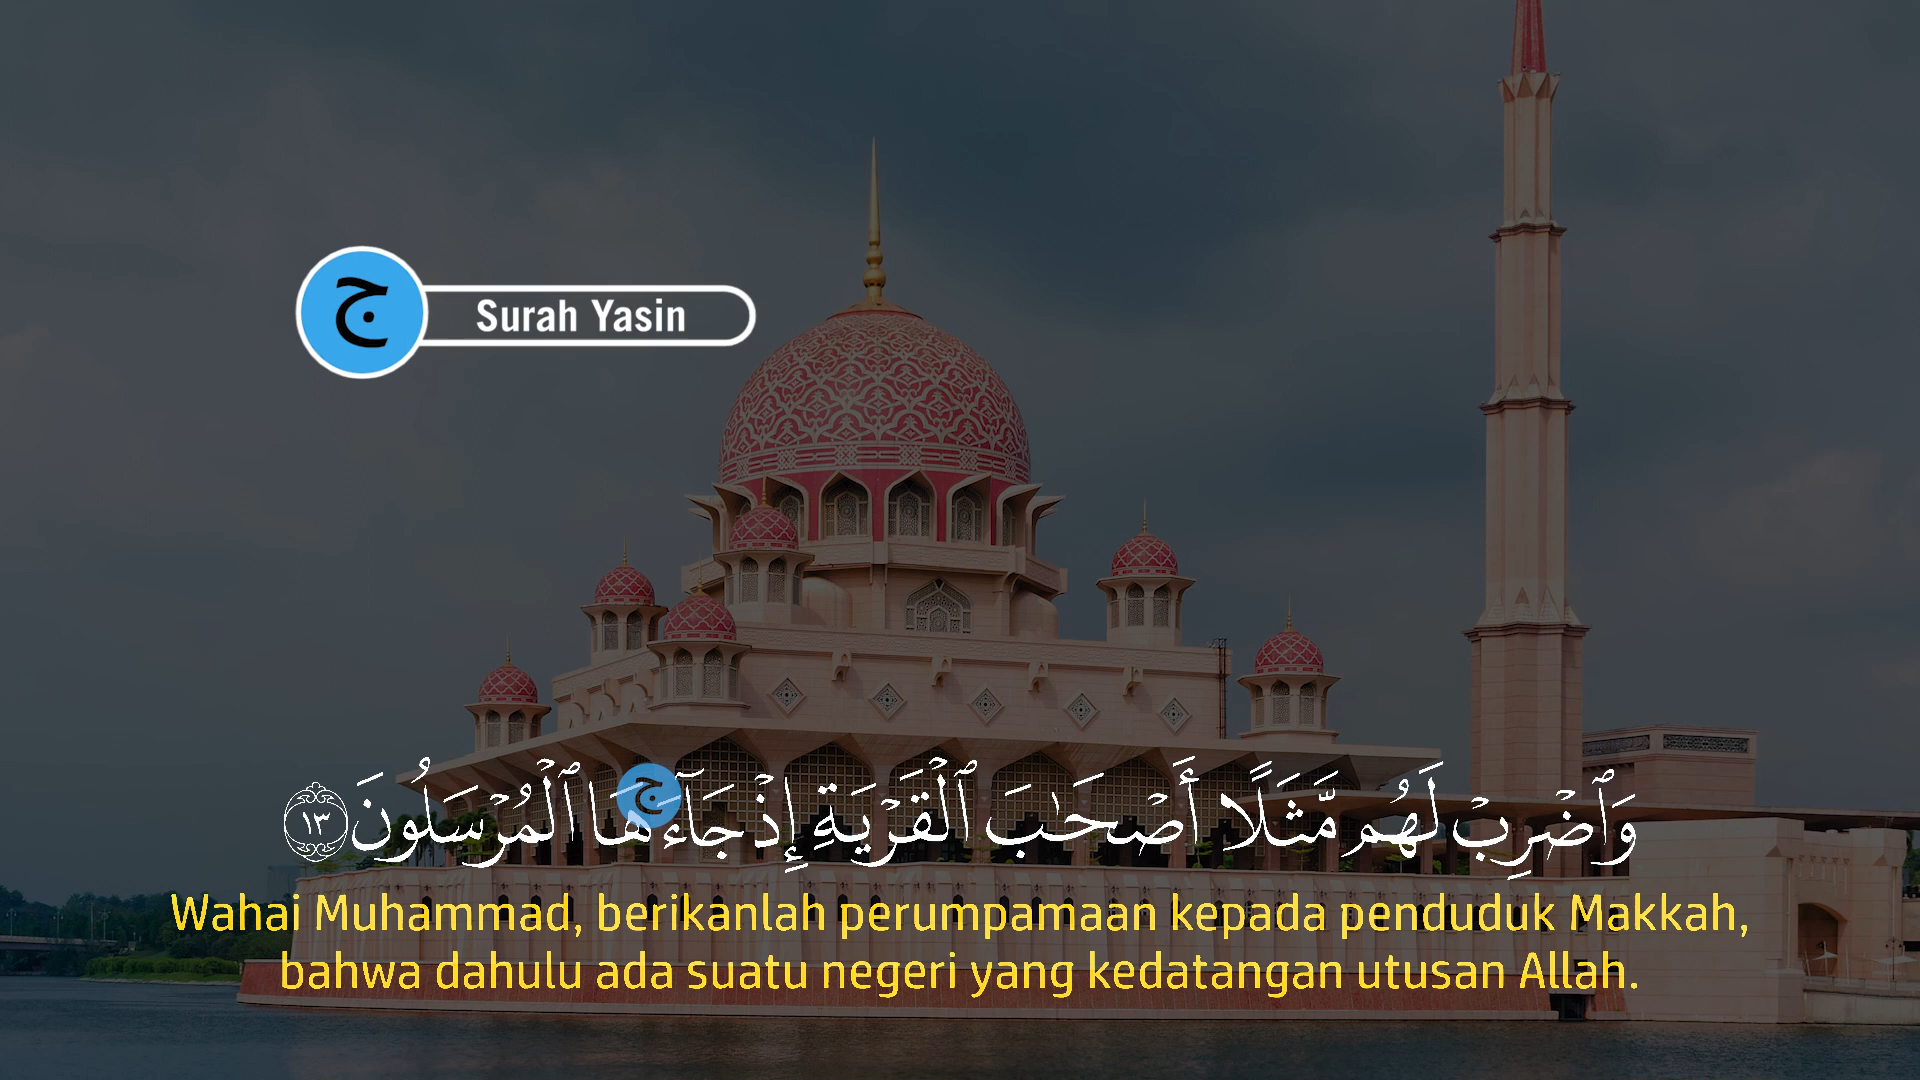 ج
Surah Yasin
وَٱضْرِبْ لَهُم مَّثَلًا أَصْحَٰبَ ٱلْقَرْيَةِ إِذْ جَآءَهَا ٱلْمُرْسَلُونَ ١٣
ج
Wahai Muhammad, berikanlah perumpamaan kepada penduduk Makkah,
bahwa dahulu ada suatu negeri yang kedatangan utusan Allah.